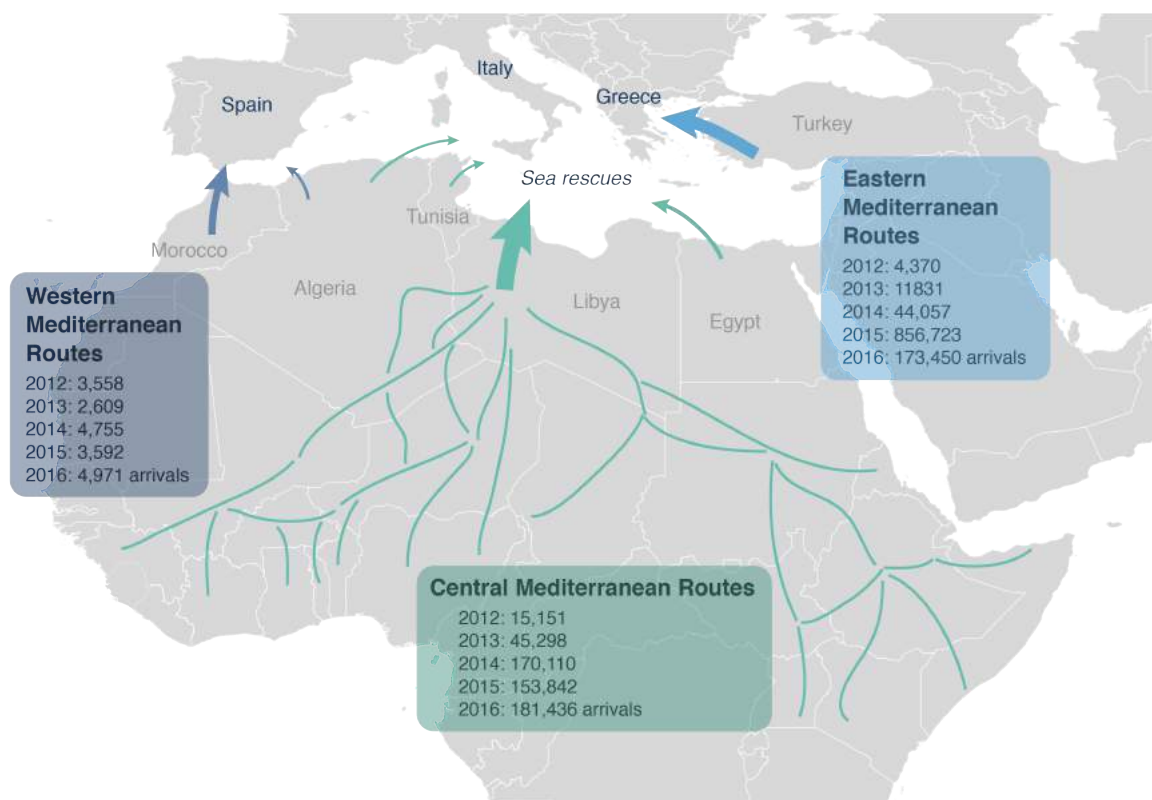 Italy
Spain
Greece
Turkey
Sea rescues
Tunisia
Morocco
Algeria
Libya
Egypt
Western
Mediterranean
Routes
2012: 3,558
2013: 2,609
2014: 4,755
2015: 3,592
2016: 4,971 arrivals
Eastern
Mediterranean
Routes
2012: 4,370
2013: 11831
2014: 44,057
2015: 856,723
2016: 173,450 arrivals
Central Mediterranean Routes
2012: 15,151
2013: 45,298
2014: 170,110
2015: 153,842
2016: 181,436 arrivals